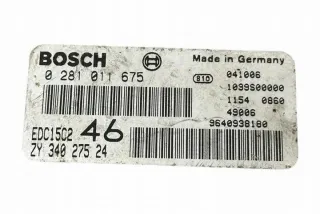 BOSCH
Made in Germany
0 281 011 675
810
041006
1039S00000
1154 0860
49006
9640938180
EDC15C2
46
ZY 340 275 24